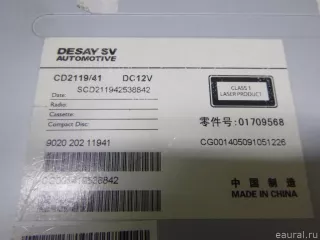 DESAY SV
AUTOMOTIVE
CD2119/41 DC12V
Date: SCD211942538842
Radio:
Cassette:
Compact Disc:
CLASS 1
LASER PRODUCT
零件号:01709568
9020 202 11941
CG001405091051226
中国制造
MADE IN CHINA
© eaural.ru